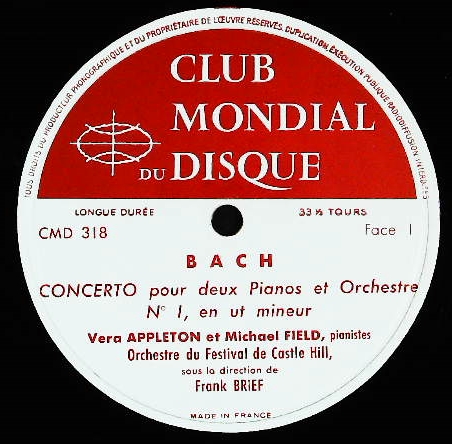 TOUS DROITS DU PRODUCTEUR PHONOGRAPHIQUE ET DU PROPRIÉTAIRE DE L'ŒUVRE RÉSERVÉS. DUPLICATION, EXÉCUTION PUBLIQUE, RADIODIFFUSION INTERDITES
CLUB
MONDIAL
DU DISQUE
LONGUE DURÉE 33 ⅓ TOURS
CMD 318 Face 1
BACH
CONCERTO pour deux Pianos et Orchestre
N° 1, en ut mineur
Vera APPLETON et Michael FIELD, pianistes
Orchestre du Festival de Castle Hill,
sous la direction de
Frank BRIEF
MADE IN FRANCE